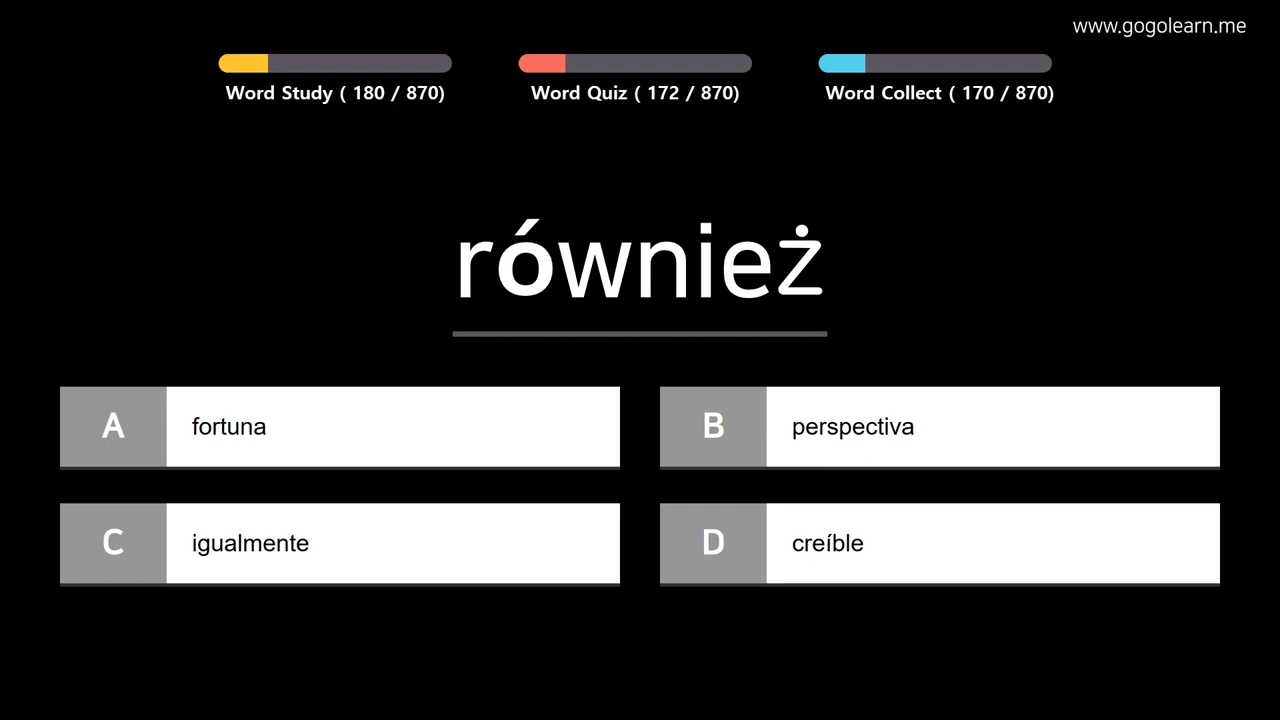 www.gogolearn.me
Word Study ( 180 / 870)
Word Quiz ( 172 / 870)
Word Collect ( 170 / 870)
również
A fortuna
B perspectiva
C igualmente
D creíble